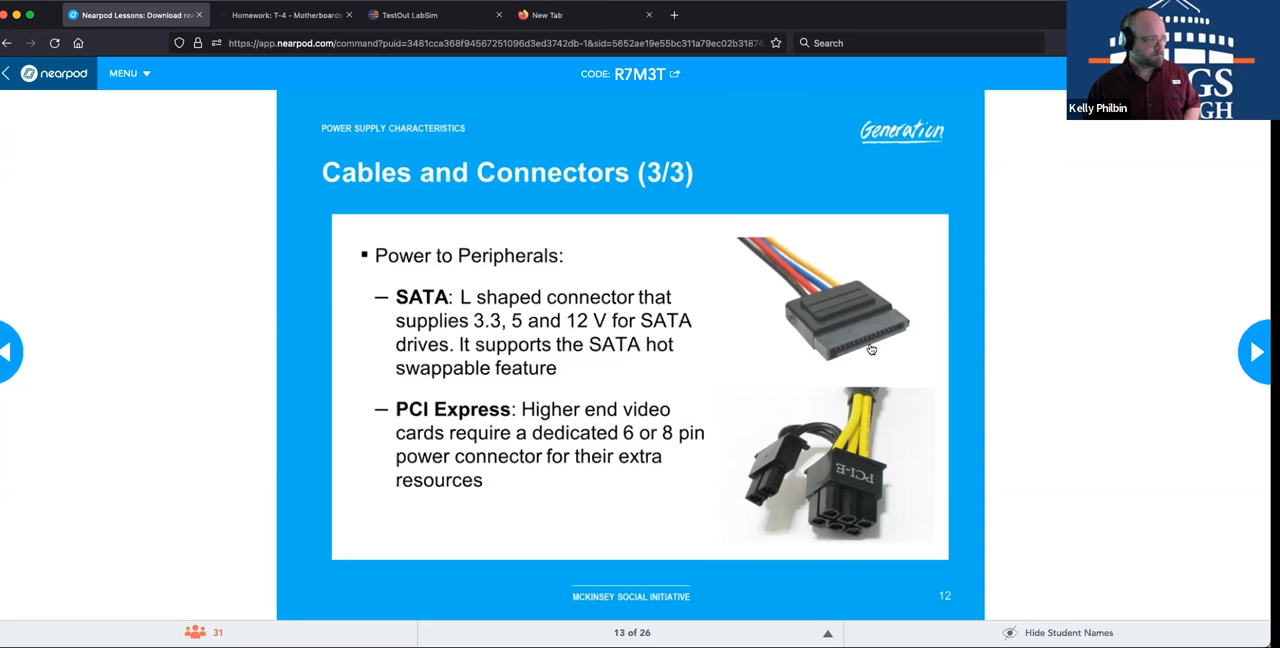 Nearpod Lessons: Download re
Homework: T-4 - Motherboards
TestOut LabSim
New Tab
https://app.nearpod.com/command?puid=3481cca368f94567251096d3ed3742db-1&sid=5652ae19e55bc311a79ec02b31874
Search
nearpod
MENU
CODE: R7M3T
GS
GH
Kelly Philbin
POWER SUPPLY CHARACTERISTICS
Generation
Cables and Connectors (3/3)
▪ Power to Peripherals:
– SATA: L shaped connector that
supplies 3.3, 5 and 12 V for SATA
drives. It supports the SATA hot
swappable feature
– PCI Express: Higher end video
cards require a dedicated 6 or 8 pin
power connector for their extra
resources
PCI-E
MCKINSEY SOCIAL INITIATIVE
12
31
13 of 26
Hide Student Names